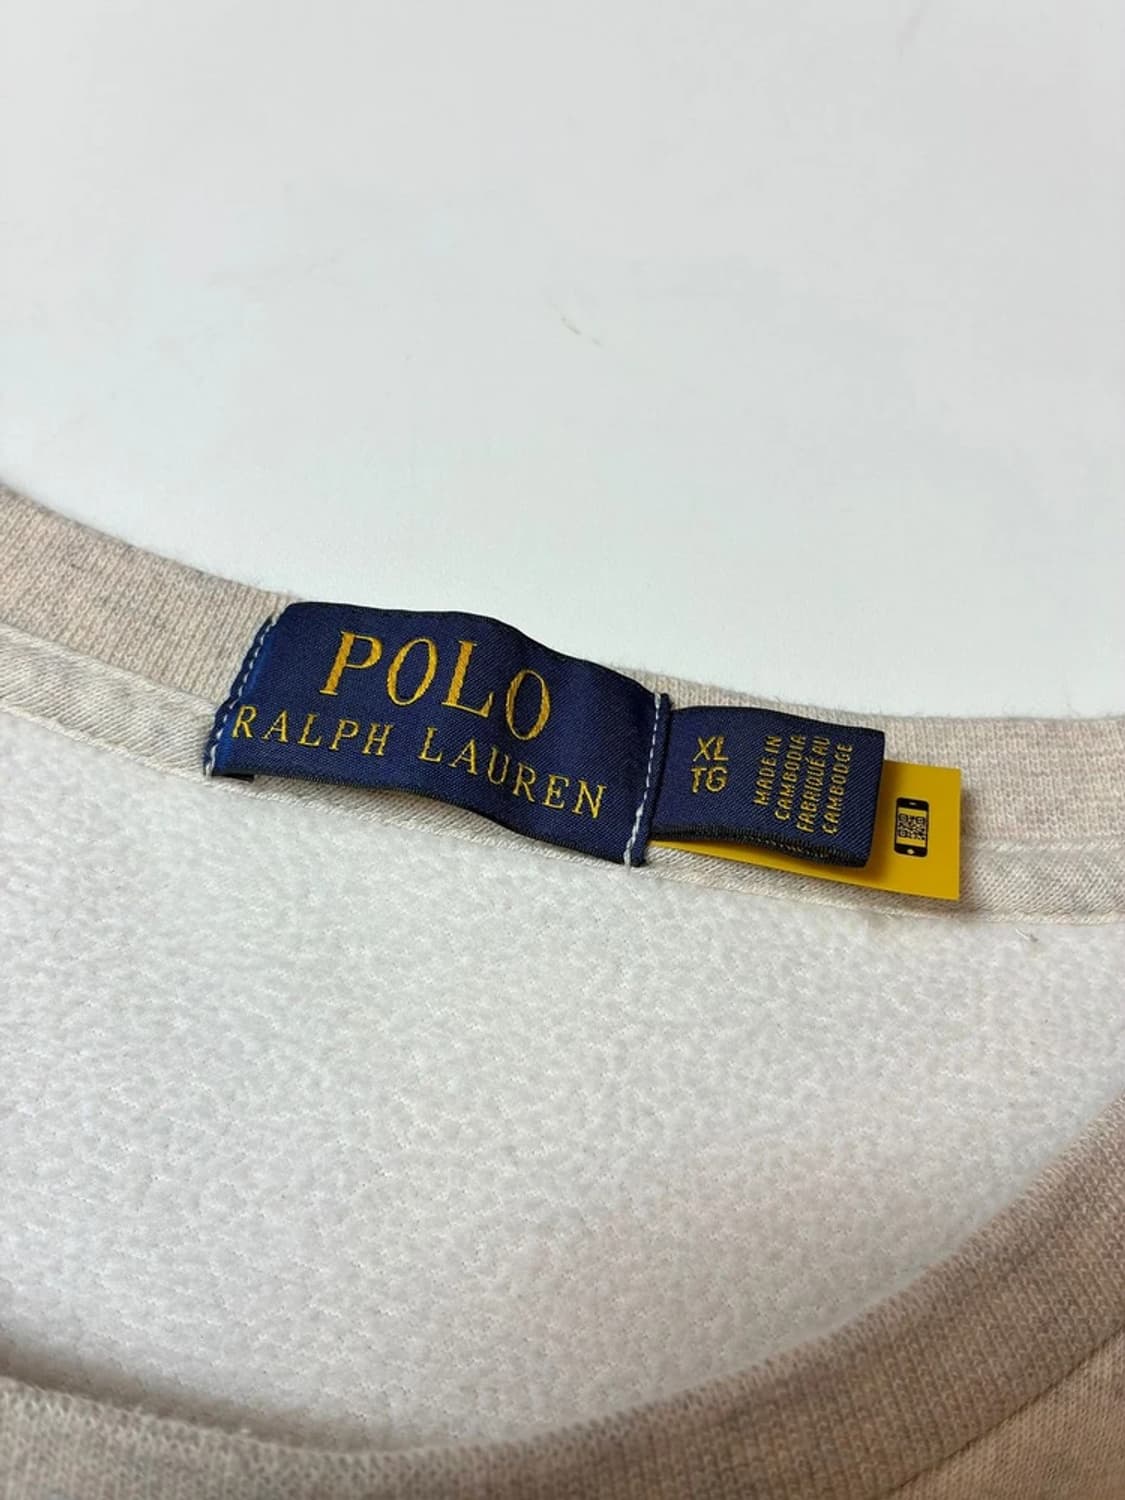 POLO
RALPH LAUREN
XL
TG
MADE IN
CAMBODIA
FABRIQUÉ AU
CAMBODGE